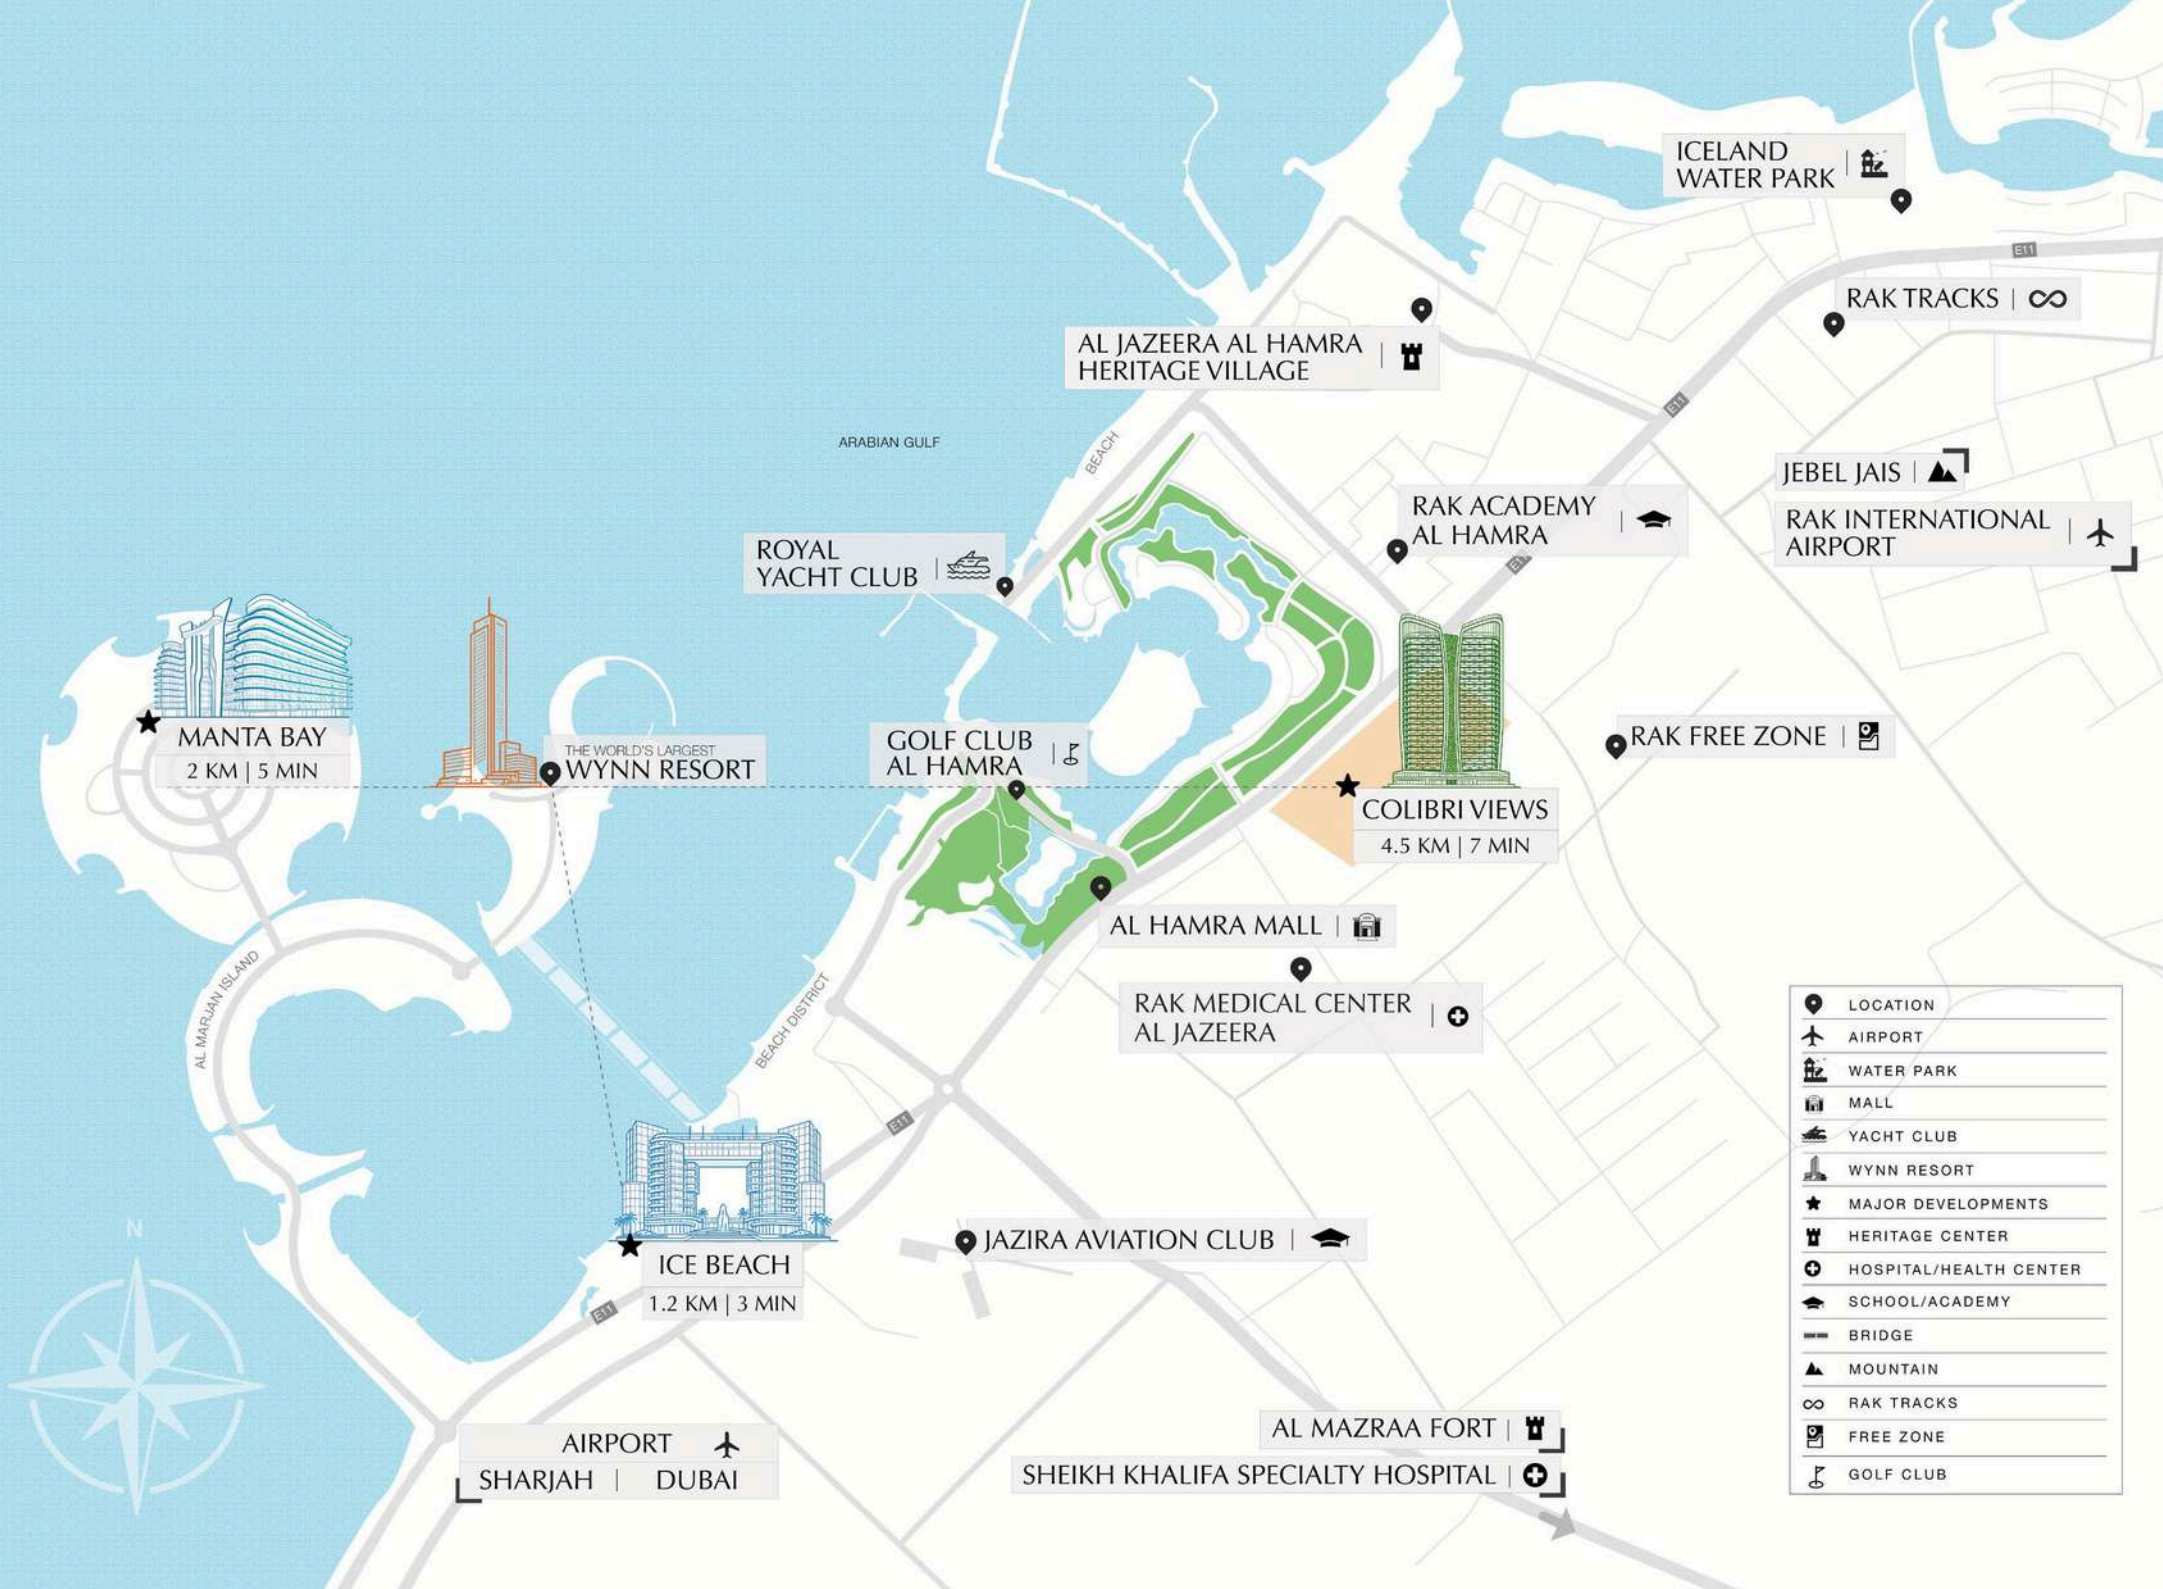 ICELAND
WATER PARK
E11
RAK TRACKS
AL JAZEERA AL HAMRA
HERITAGE VILLAGE
E11
ARABIAN GULF
BEACH
JEBEL JAIS
RAK ACADEMY
AL HAMRA
RAK INTERNATIONAL
AIRPORT
E11
ROYAL
YACHT CLUB
MANTA BAY
2 KM | 5 MIN
THE WORLD'S LARGEST
WYNN RESORT
GOLF CLUB
AL HAMRA
RAK FREE ZONE
COLIBRI VIEWS
4.5 KM | 7 MIN
AL HAMRA MALL
AL MARJAN ISLAND
BEACH DISTRICT
RAK MEDICAL CENTER
AL JAZEERA
E11
N
JAZIRA AVIATION CLUB
ICE BEACH
1.2 KM | 3 MIN
E11
AIRPORT
SHARJAH | DUBAI
AL MAZRAA FORT
SHEIKH KHALIFA SPECIALTY HOSPITAL
LOCATION
AIRPORT
WATER PARK
MALL
YACHT CLUB
WYNN RESORT
MAJOR DEVELOPMENTS
HERITAGE CENTER
HOSPITAL/HEALTH CENTER
SCHOOL/ACADEMY
BRIDGE
MOUNTAIN
RAK TRACKS
FREE ZONE
GOLF CLUB